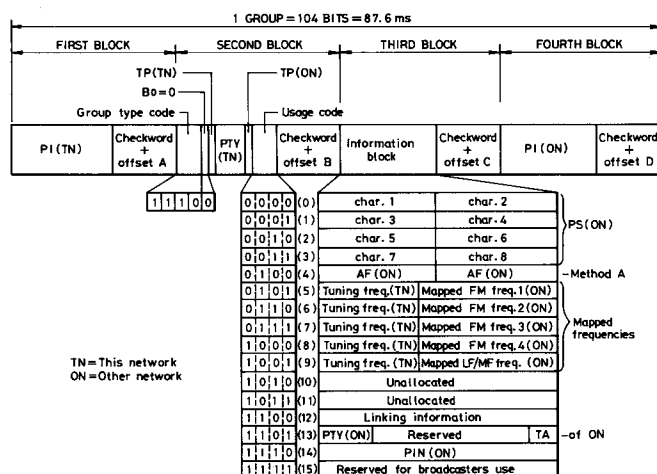 1 GROUP = 104 BITS = 87.6 ms
FIRST BLOCK SECOND BLOCK THIRD BLOCK FOURTH BLOCK
TP(TN) TP(ON)
B0=0
Group type code Usage code
PI(TN) Checkword + offset A PTY (TN) Checkword + offset B Information block Checkword + offset C PI(ON) Checkword + offset D
1 1 1 0 0 0 0 0 0 (0) char. 1 char. 2
0 0 0 1 (1) char. 3 char. 4 PS(ON)
0 0 1 0 (2) char. 5 char. 6
0 0 1 1 (3) char. 7 char. 8
0 1 0 0 (4) AF(ON) AF(ON) -Method A
0 1 0 1 (5) Tuning freq.(TN) Mapped FM freq.1(ON)
0 1 1 0 (6) Tuning freq.(TN) Mapped FM freq.2(ON)
0 1 1 1 (7) Tuning freq.(TN) Mapped FM freq.3(ON) Mapped frequencies
1 0 0 0 (8) Tuning freq.(TN) Mapped FM freq.4(ON)
TN=This network 1 0 0 1 (9) Tuning freq.(TN) Mapped LF/MF freq. (ON)
ON=Other network 1 0 1 0 (10) Unallocated
1 0 1 1 (11) Unallocated
1 1 0 0 (12) Linking information
1 1 0 1 (13) PTY(ON) Reserved TA -of ON
1 1 1 0 (14) PIN (ON)
1 1 1 1 (15) Reserved for broadcasters use